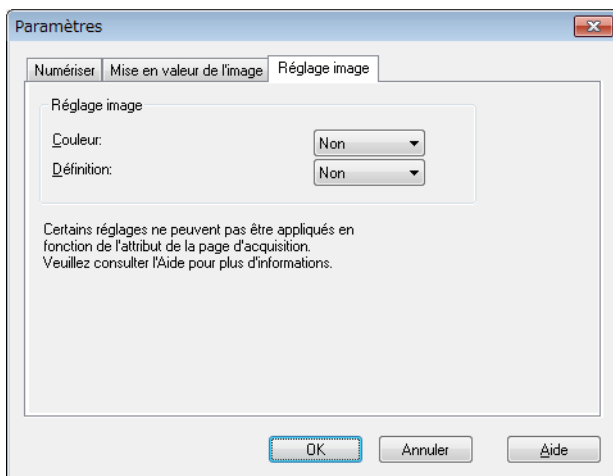 Paramètres
Numériser
Mise en valeur de l'image
Réglage image
Réglage image
Couleur:
Non
Définition:
Non
Certains réglages ne peuvent pas être appliqués en
fonction de l'attribut de la page d'acquisition.
Veuillez consulter l'Aide pour plus d'informations.
OK
Annuler
Aide